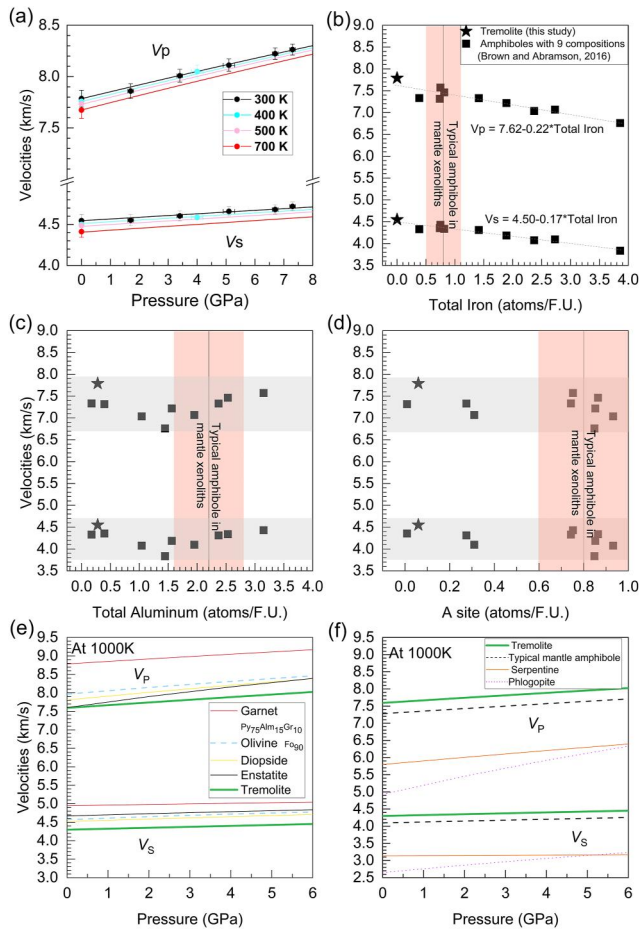 (a)
Vp
300 K
400 K
500 K
700 K
Vs
Velocities (km/s)
8.5
8.0
7.5
4.5
4.0
0 1 2 3 4 5 6 7 8
Pressure (GPa)
(b)
Tremolite (this study)
Amphiboles with 9 compositions
(Brown and Abramson, 2016)
Typical amphibole in
mantle xenoliths
Vp = 7.62-0.22*Total Iron
Vs = 4.50-0.17*Total Iron
9.0
8.5
8.0
7.5
7.0
6.5
6.0
5.5
5.0
4.5
4.0
3.5
0.0 0.5 1.0 1.5 2.0 2.5 3.0 3.5 4.0
Total Iron (atoms/F.U.)
(c)
Velocities (km/s)
9.0
8.5
8.0
7.5
7.0
6.5
6.0
5.5
5.0
4.5
4.0
3.5
Typical amphibole in
mantle xenoliths
0.0 0.5 1.0 1.5 2.0 2.5 3.0 3.5 4.0
Total Aluminum (atoms/F.U.)
(d)
9.0
8.5
8.0
7.5
7.0
6.5
6.0
5.5
5.0
4.5
4.0
3.5
Typical amphibole in
mantle xenoliths
0.0 0.2 0.4 0.6 0.8 1.0
A site (atoms/F.U.)
(e)
At 1000K
VP
Garnet
Py75Alm15Gr10
Olivine Fo90
Diopside
Enstatite
Tremolite
VS
Velocities (km/s)
9.5
9.0
8.5
8.0
7.5
7.0
6.5
6.0
5.5
5.0
4.5
4.0
3.5
3.0
0 2 4 6
Pressure (GPa)
(f)
At 1000K
Tremolite
Typical mantle amphibole
Serpentine
Phlogopite
VP
VS
9.5
9.0
8.5
8.0
7.5
7.0
6.5
6.0
5.5
5.0
4.5
4.0
3.5
3.0
2.5
0 1 2 3 4 5 6
Pressure (GPa)